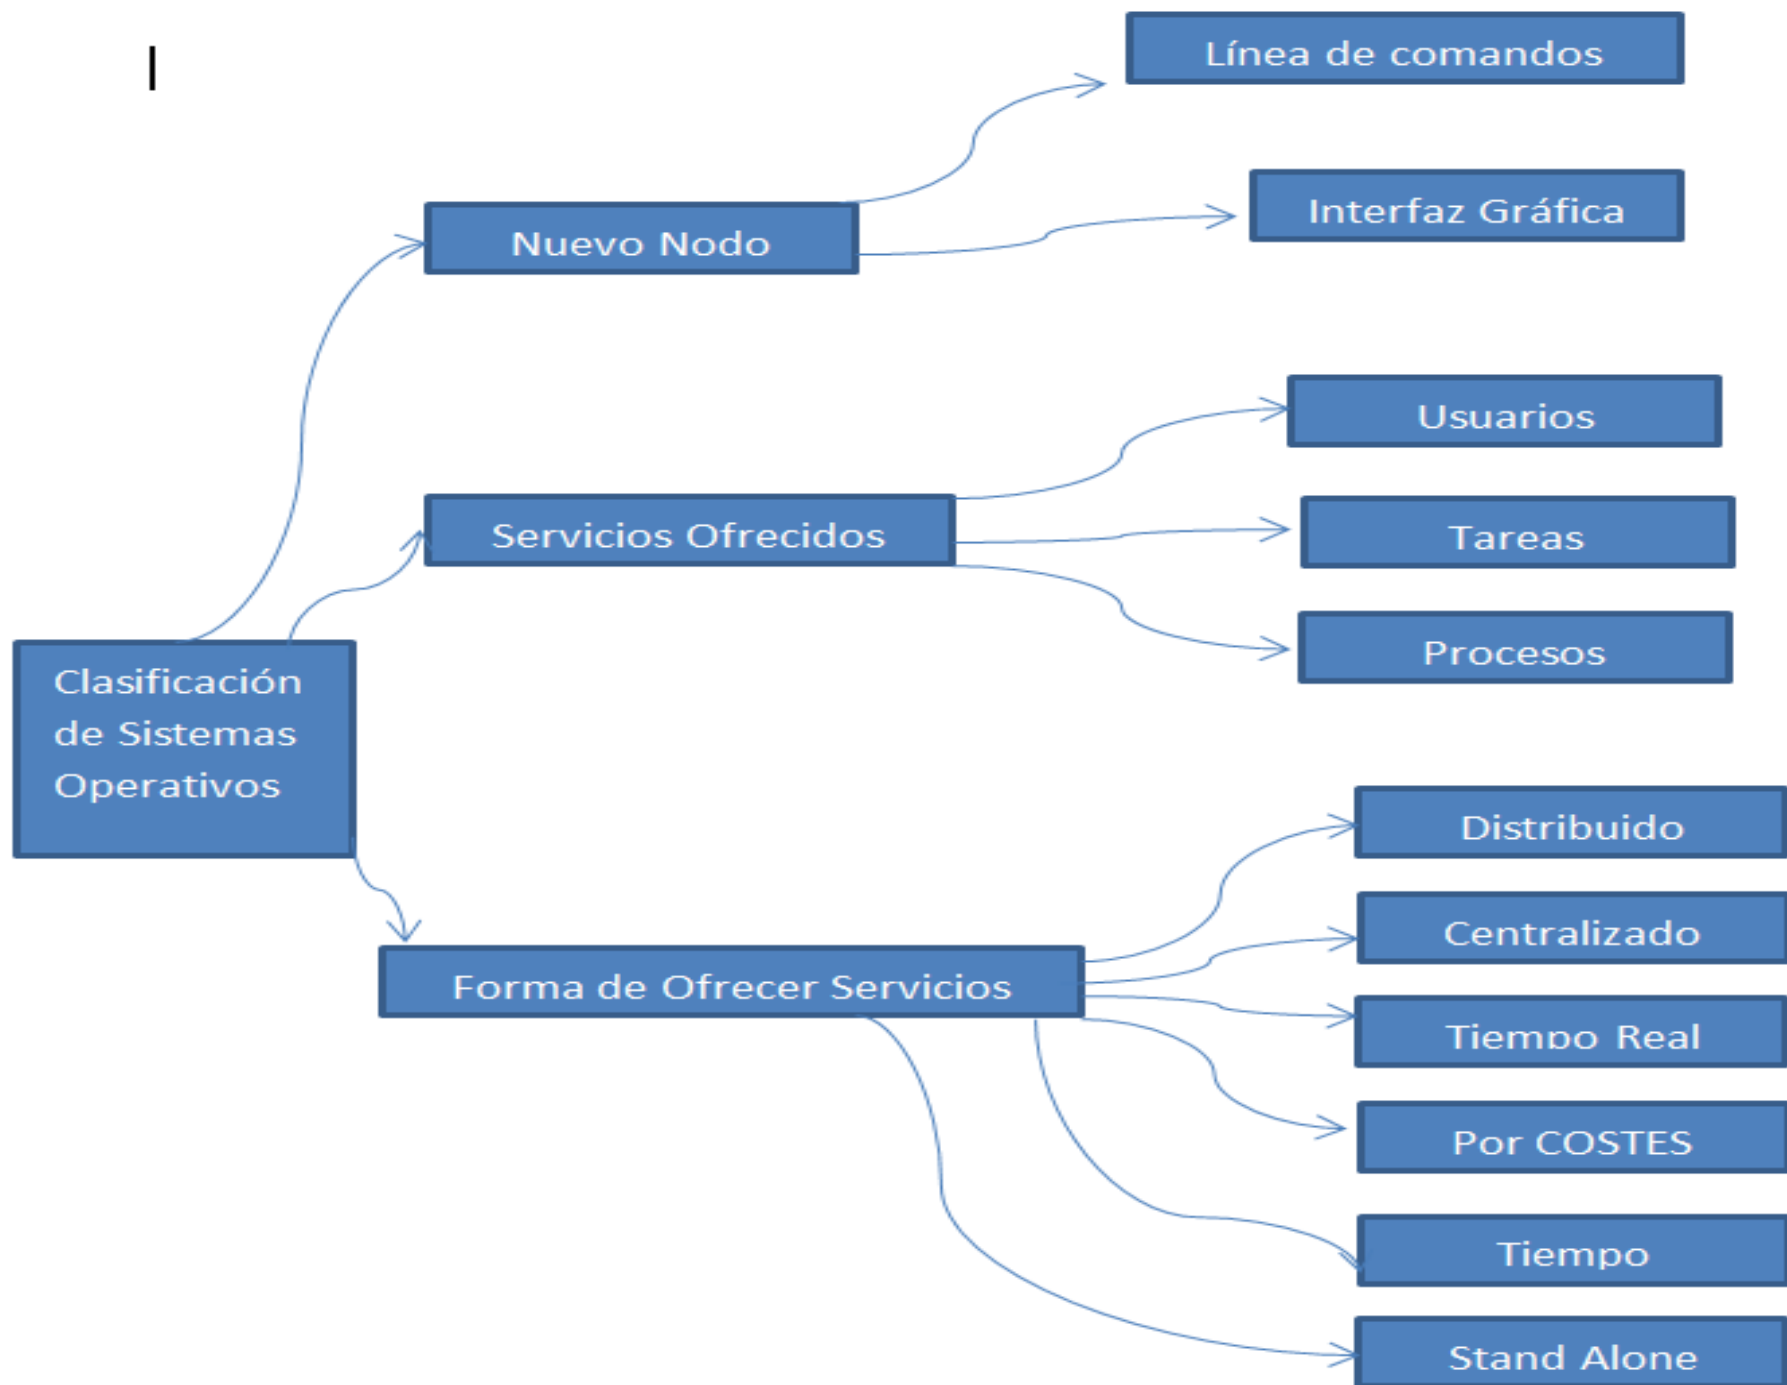 Línea de comandos
Interfaz Gráfica
Nuevo Nodo
Usuarios
Servicios Ofrecidos
Tareas
Procesos
Clasificación
de Sistemas
Operativos
Distribuido
Centralizado
Forma de Ofrecer Servicios
Tiempo Real
Por COSTES
Tiempo
Stand Alone